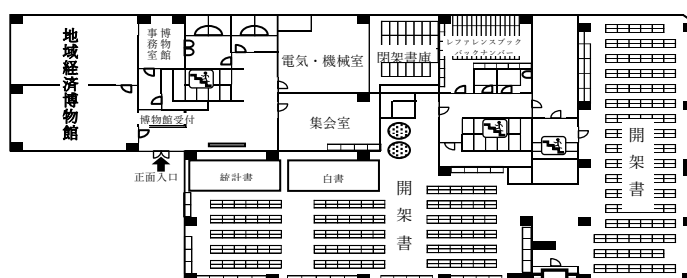 地域経済博物館
博物館
事務室
電気・機械室
閉架書庫
レファレンスブック
バックナンバー
博物館受付
集会室
開架書
正面入口
統計書
白書
開架書